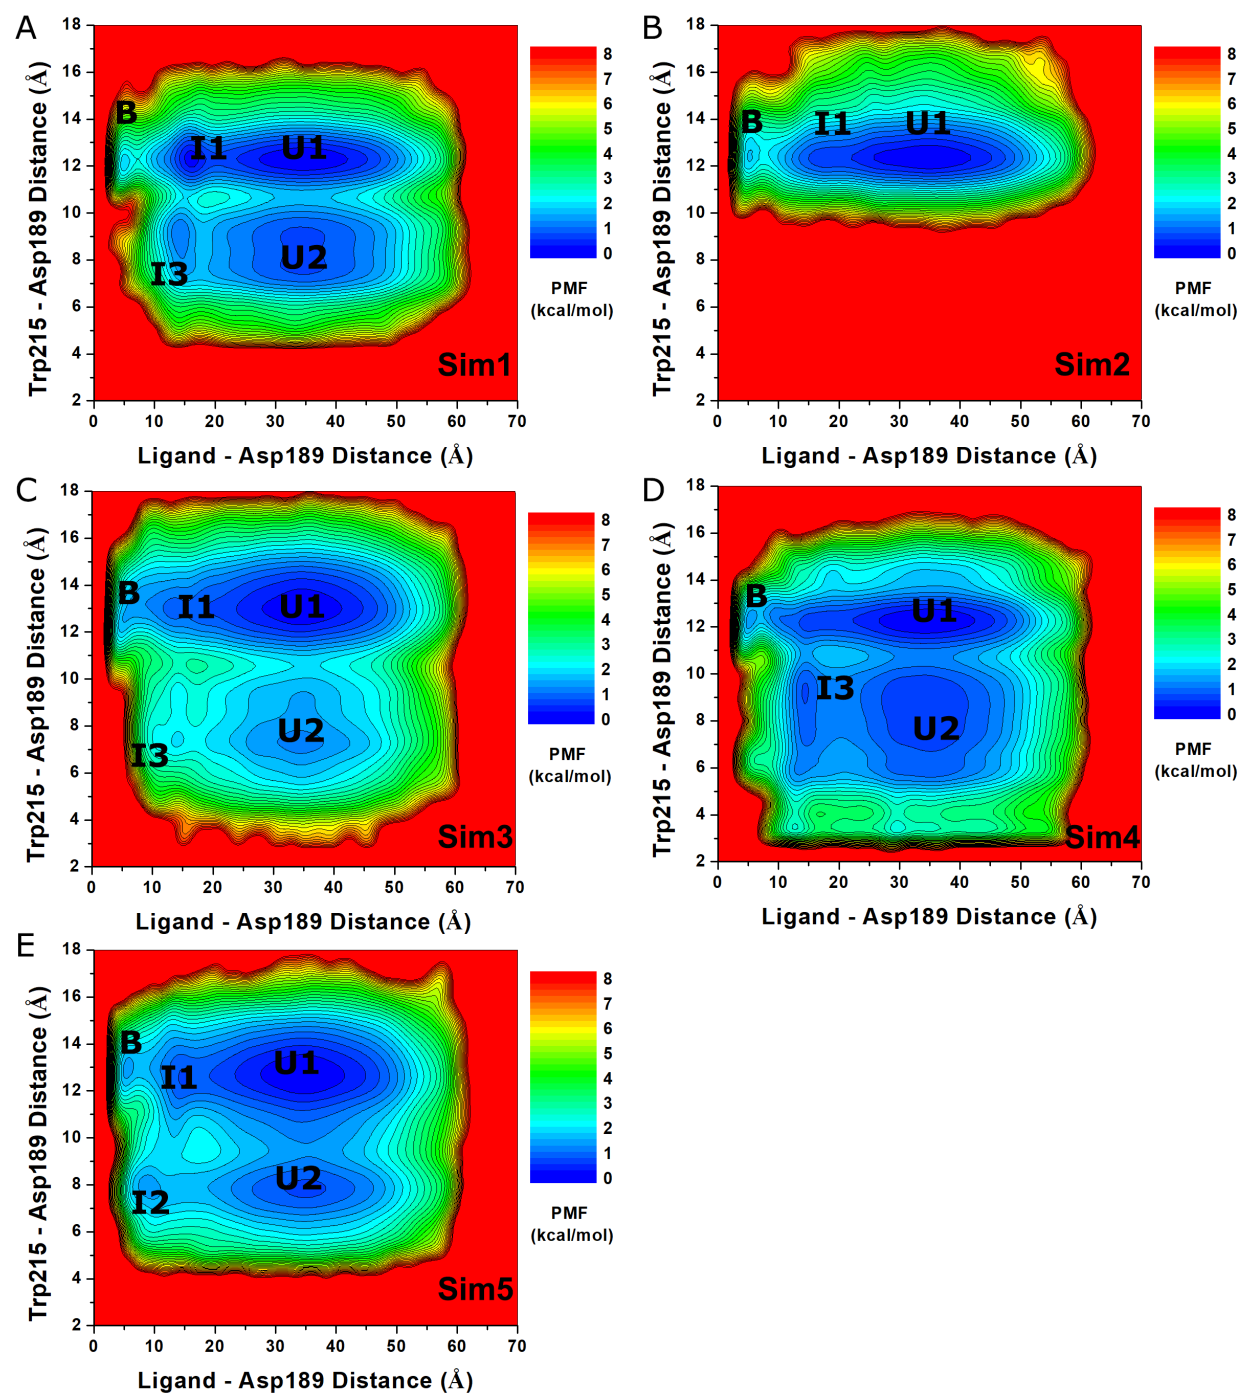 A
Trp215 - Asp189 Distance (Å)
18
16
14
12
10
8
6
4
2
B
I1
U1
I3
U2
Sim1
0 10 20 30 40 50 60 70
Ligand - Asp189 Distance (Å)
8
7
6
5
4
3
2
1
0
PMF
(kcal/mol)
B
Trp215 - Asp189 Distance (Å)
18
16
14
12
10
8
6
4
2
B
I1
U1
Sim2
0 10 20 30 40 50 60 70
Ligand - Asp189 Distance (Å)
8
7
6
5
4
3
2
1
0
PMF
(kcal/mol)
C
Trp215 - Asp189 Distance (Å)
18
16
14
12
10
8
6
4
2
B
I1
U1
I3
U2
Sim3
0 10 20 30 40 50 60 70
Ligand - Asp189 Distance (Å)
8
7
6
5
4
3
2
1
0
PMF
(kcal/mol)
D
Trp215 - Asp189 Distance (Å)
18
16
14
12
10
8
6
4
2
B
U1
I3
U2
Sim4
0 10 20 30 40 50 60 70
Ligand - Asp189 Distance (Å)
8
7
6
5
4
3
2
1
0
PMF
(kcal/mol)
E
Trp215 - Asp189 Distance (Å)
18
16
14
12
10
8
6
4
2
B
I1
U1
I2
U2
Sim5
0 10 20 30 40 50 60 70
Ligand - Asp189 Distance (Å)
8
7
6
5
4
3
2
1
0
PMF
(kcal/mol)